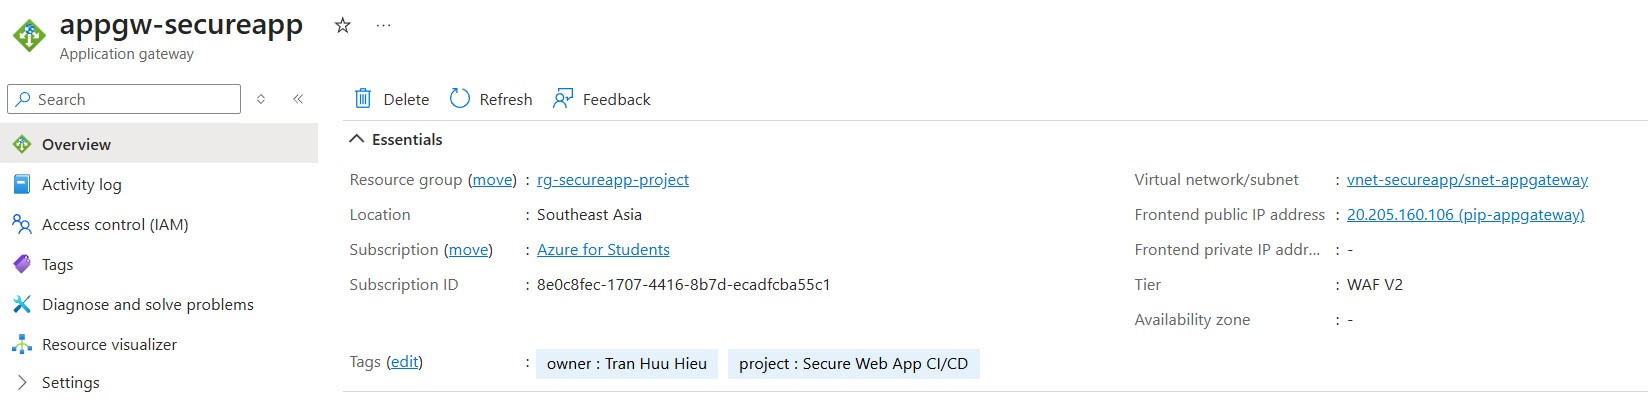 appgw-secureapp
Application gateway
Search
Overview
Activity log
Access control (IAM)
Tags
Diagnose and solve problems
Resource visualizer
Settings
Delete Refresh Feedback
Essentials
Resource group (move) : rg-secureapp-project
Location : Southeast Asia
Subscription (move) : Azure for Students
Subscription ID : 8e0c8fec-1707-4416-8b7d-ecadfcba55c1
Virtual network/subnet : vnet-secureapp/snet-appgateway
Frontend public IP address : 20.205.160.106 (pip-appgateway)
Frontend private IP addr... : -
Tier : WAF V2
Availability zone : -
Tags (edit) : owner : Tran Huu Hieu project : Secure Web App CI/CD